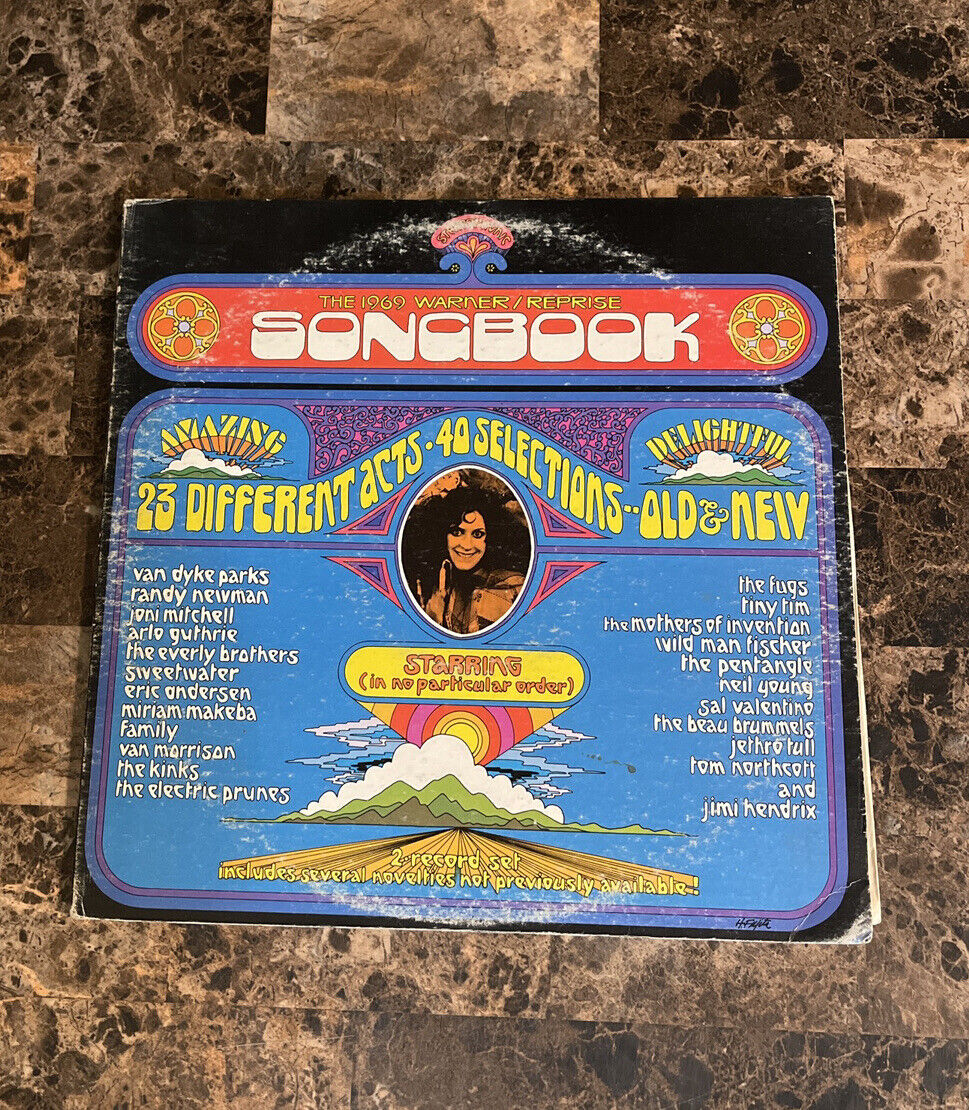 THE 1969 WARNER/REPRISE
SONGBOOK
AMAZING
DELIGHTFUL
23 DIFFERENT ACTS · 40 SELECTIONS -- OLD & NEW
van dyke parks
randy newman
joni mitchell
arlo guthrie
the everly brothers
sweetwater
eric andersen
miriam makeba
family
van morrison
the kinks
the electric prunes
STARRING
(in no particular order)
the fugs
tiny tim
the mothers of invention
wild man fischer
the pentangle
neil young
sal valentino
the beau brummels
jethro tull
tom northcott
and
jimi hendrix
2-record set
includes several novelties not previously available!